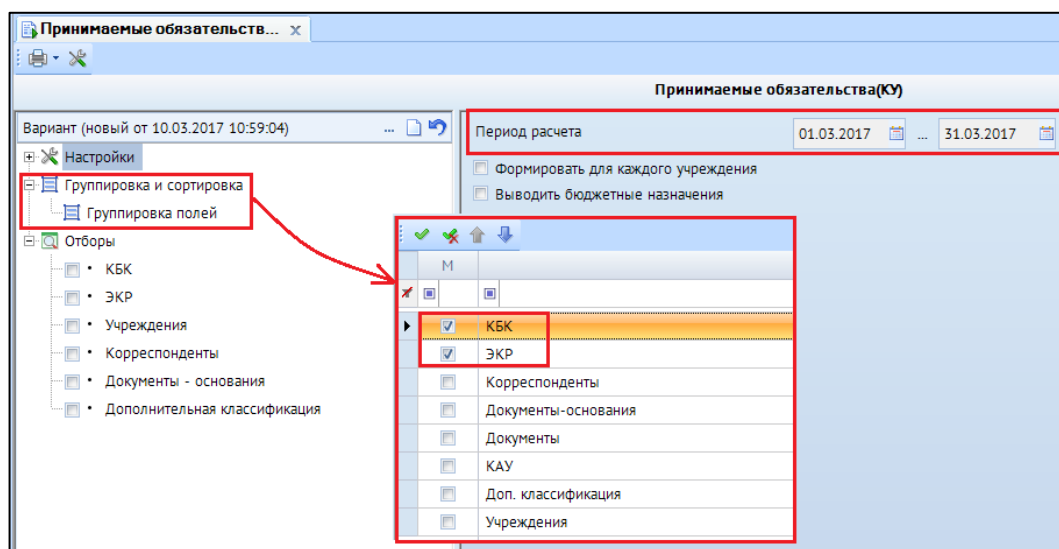 Принимаемые обязательств... x
Принимаемые обязательства(КУ)
Вариант (новый от 10.03.2017 10:59:04) ...
Настройки
Группировка и сортировка
Группировка полей
Отборы
КБК
ЭКР
Учреждения
Корреспонденты
Документы - основания
Дополнительная классификация
Период расчета 01.03.2017 ... 31.03.2017
Формировать для каждого учреждения
Выводить бюджетные назначения
М
КБК
ЭКР
Корреспонденты
Документы-основания
Документы
КАУ
Доп. классификация
Учреждения